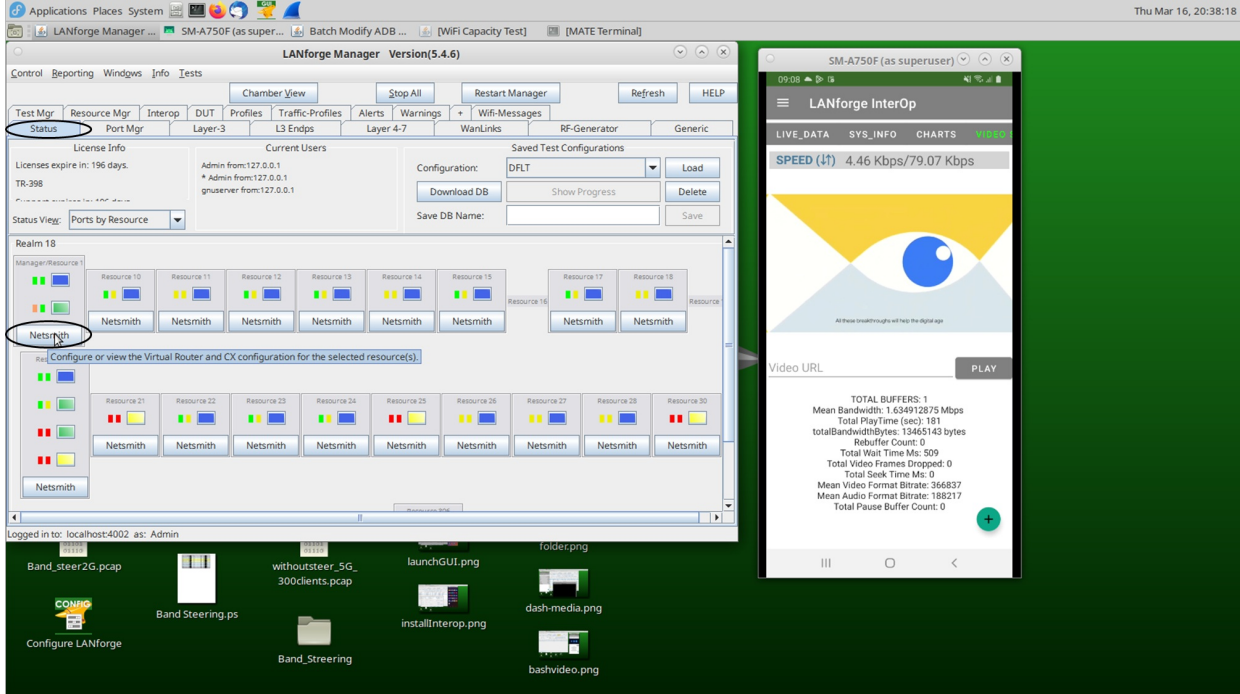 Applications Places System
Thu Mar 16, 20:38:18
LANforge Manager ... SM-A750F (as super... Batch Modify ADB ... [WiFi Capacity Test] [MATE Terminal]
LANforge Manager Version(5.4.6)
Control Reporting Windows Info Tests
Chamber View Stop All Restart Manager Refresh HELP
Test Mgr Resource Mgr Interop DUT Profiles Traffic-Profiles Alerts Warnings + Wifi-Messages
Status Port Mgr Layer-3 L3 Endps Layer 4-7 WanLinks RF-Generator Generic
License Info
Licenses expire in: 196 days.
TR-398
Current Users
Admin from:127.0.0.1
* Admin from:127.0.0.1
gnuserver from:127.0.0.1
Saved Test Configurations
Configuration: DFLT Load
Download DB Show Progress Delete
Save DB Name: Save
Status View: Ports by Resource
Realm 18
Manager/Resource 1
Resource 10 Resource 11 Resource 12 Resource 13 Resource 14 Resource 15 Resource 16 Resource 17 Resource 18 Resource
Netsmith Netsmith Netsmith Netsmith Netsmith Netsmith Netsmith Netsmith
Netsmith
Configure or view the Virtual Router and CX configuration for the selected resource(s).
Resource 21 Resource 22 Resource 23 Resource 24 Resource 25 Resource 26 Resource 27 Resource 28 Resource 30
Netsmith Netsmith Netsmith Netsmith Netsmith Netsmith Netsmith Netsmith Netsmith
Netsmith
Logged in to: localhost:4002 as: Admin
SM-A750F (as superuser)
09:08
LANforge InterOp
LIVE_DATA SYS_INFO CHARTS VIDEO
SPEED (↓↑) 4.46 Kbps/79.07 Kbps
All these breakthroughs will help the digital age
Video URL PLAY
TOTAL BUFFERS: 1
Mean Bandwidth: 1.634912875 Mbps
Total PlayTime (sec): 181
totalBandwidthBytes: 13465143 bytes
Rebuffer Count: 0
Total Wait Time Ms: 509
Total Video Frames Dropped: 0
Total Seek Time Ms: 0
Mean Video Format Bitrate: 366837
Mean Audio Format Bitrate: 188217
Total Pause Buffer Count: 0
+
Band_steer2G.pcap
Band Steering.ps
withoutsteer_5G_
300clients.pcap
launchGUI.png
folder.png
CONFIG
Configure LANforge
Band_Streering
installInterop.png
dash-media.png
bashvideo.png